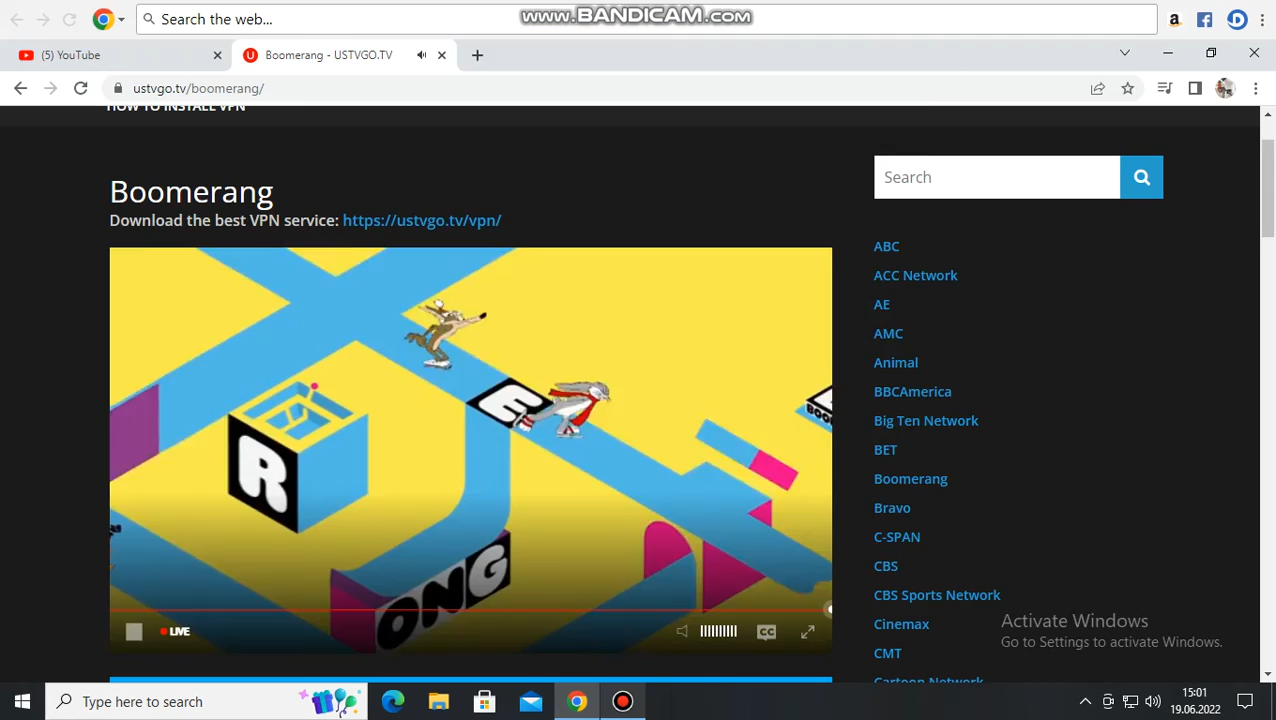 Search the web...
www.BANDICAM.com
(5) YouTube
Boomerang - USTVGO.TV
ustvgo.tv/boomerang/
HOW TO INSTALL VPN
Boomerang
Download the best VPN service: https://ustvgo.tv/vpn/
R
E
ONG
LIVE
CC
Search
ABC
ACC Network
AE
AMC
Animal
BBCAmerica
Big Ten Network
BET
Boomerang
Bravo
C-SPAN
CBS
CBS Sports Network
Cinemax
CMT
Cartoon Network
Activate Windows
Go to Settings to activate Windows.
Type here to search
15:01
19.06.2022